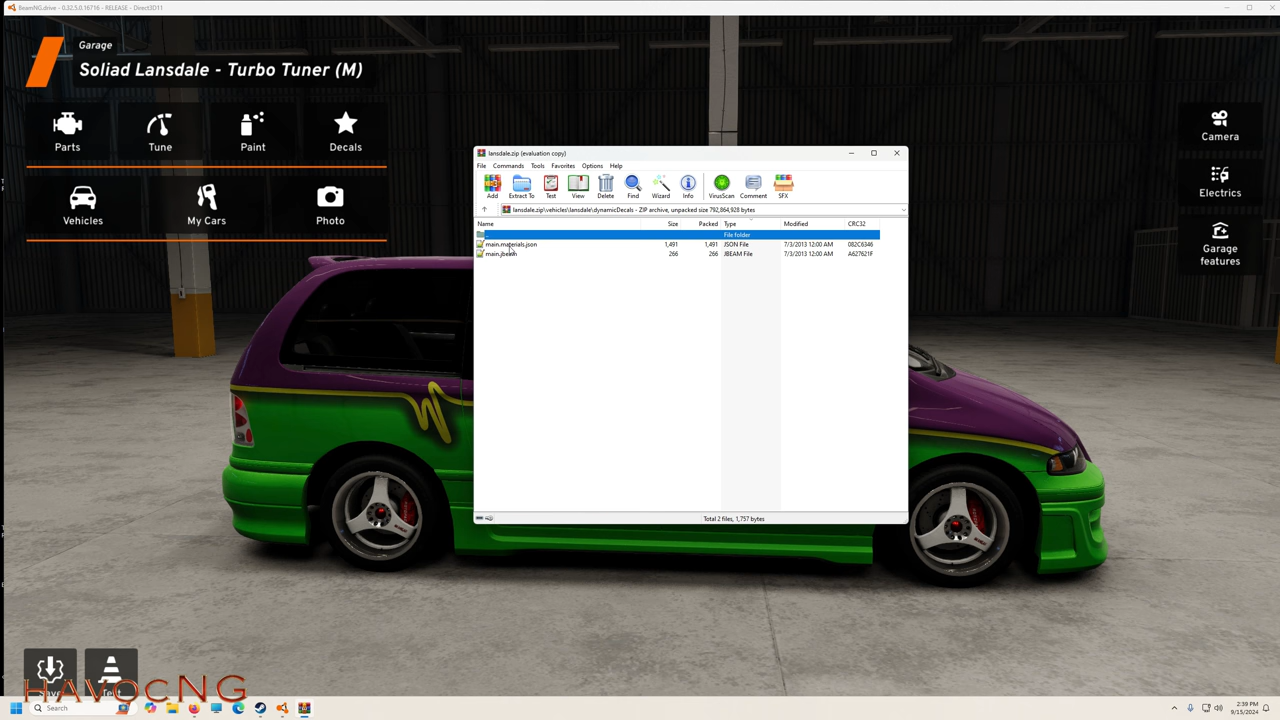 BeamNG.drive - 0.32.5.0.16716 - RELEASE - Direct3D11
Garage
Soliad Lansdale - Turbo Tuner (M)
Parts
Tune
Paint
Decals
Vehicles
My Cars
Photo
Camera
Electrics
Garage
features
lansdale.zip (evaluation copy)
File Commands Tools Favorites Options Help
Add Extract To Test View Delete Find Wizard Info VirusScan Comment SFX
lansdale.zip\vehicles\lansdale\dynamicDecals - ZIP archive, unpacked size 792,864,928 bytes
Name Size Packed Type Modified CRC32
.. File folder
main.materials.json 1,491 1,491 JSON File 7/3/2013 12:00 AM 082C6346
main.jbeam 266 266 JBEAM File 7/3/2013 12:00 AM A627621F
Total 2 files, 1,757 bytes
HAVOCNG
Search
2:39 PM
9/15/2024